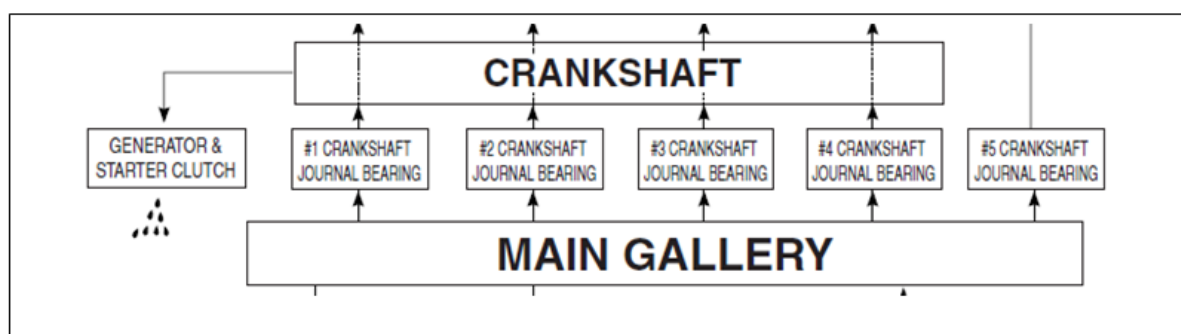 CRANKSHAFT
GENERATOR &
STARTER CLUTCH
#1 CRANKSHAFT
JOURNAL BEARING
#2 CRANKSHAFT
JOURNAL BEARING
#3 CRANKSHAFT
JOURNAL BEARING
#4 CRANKSHAFT
JOURNAL BEARING
#5 CRANKSHAFT
JOURNAL BEARING
MAIN GALLERY